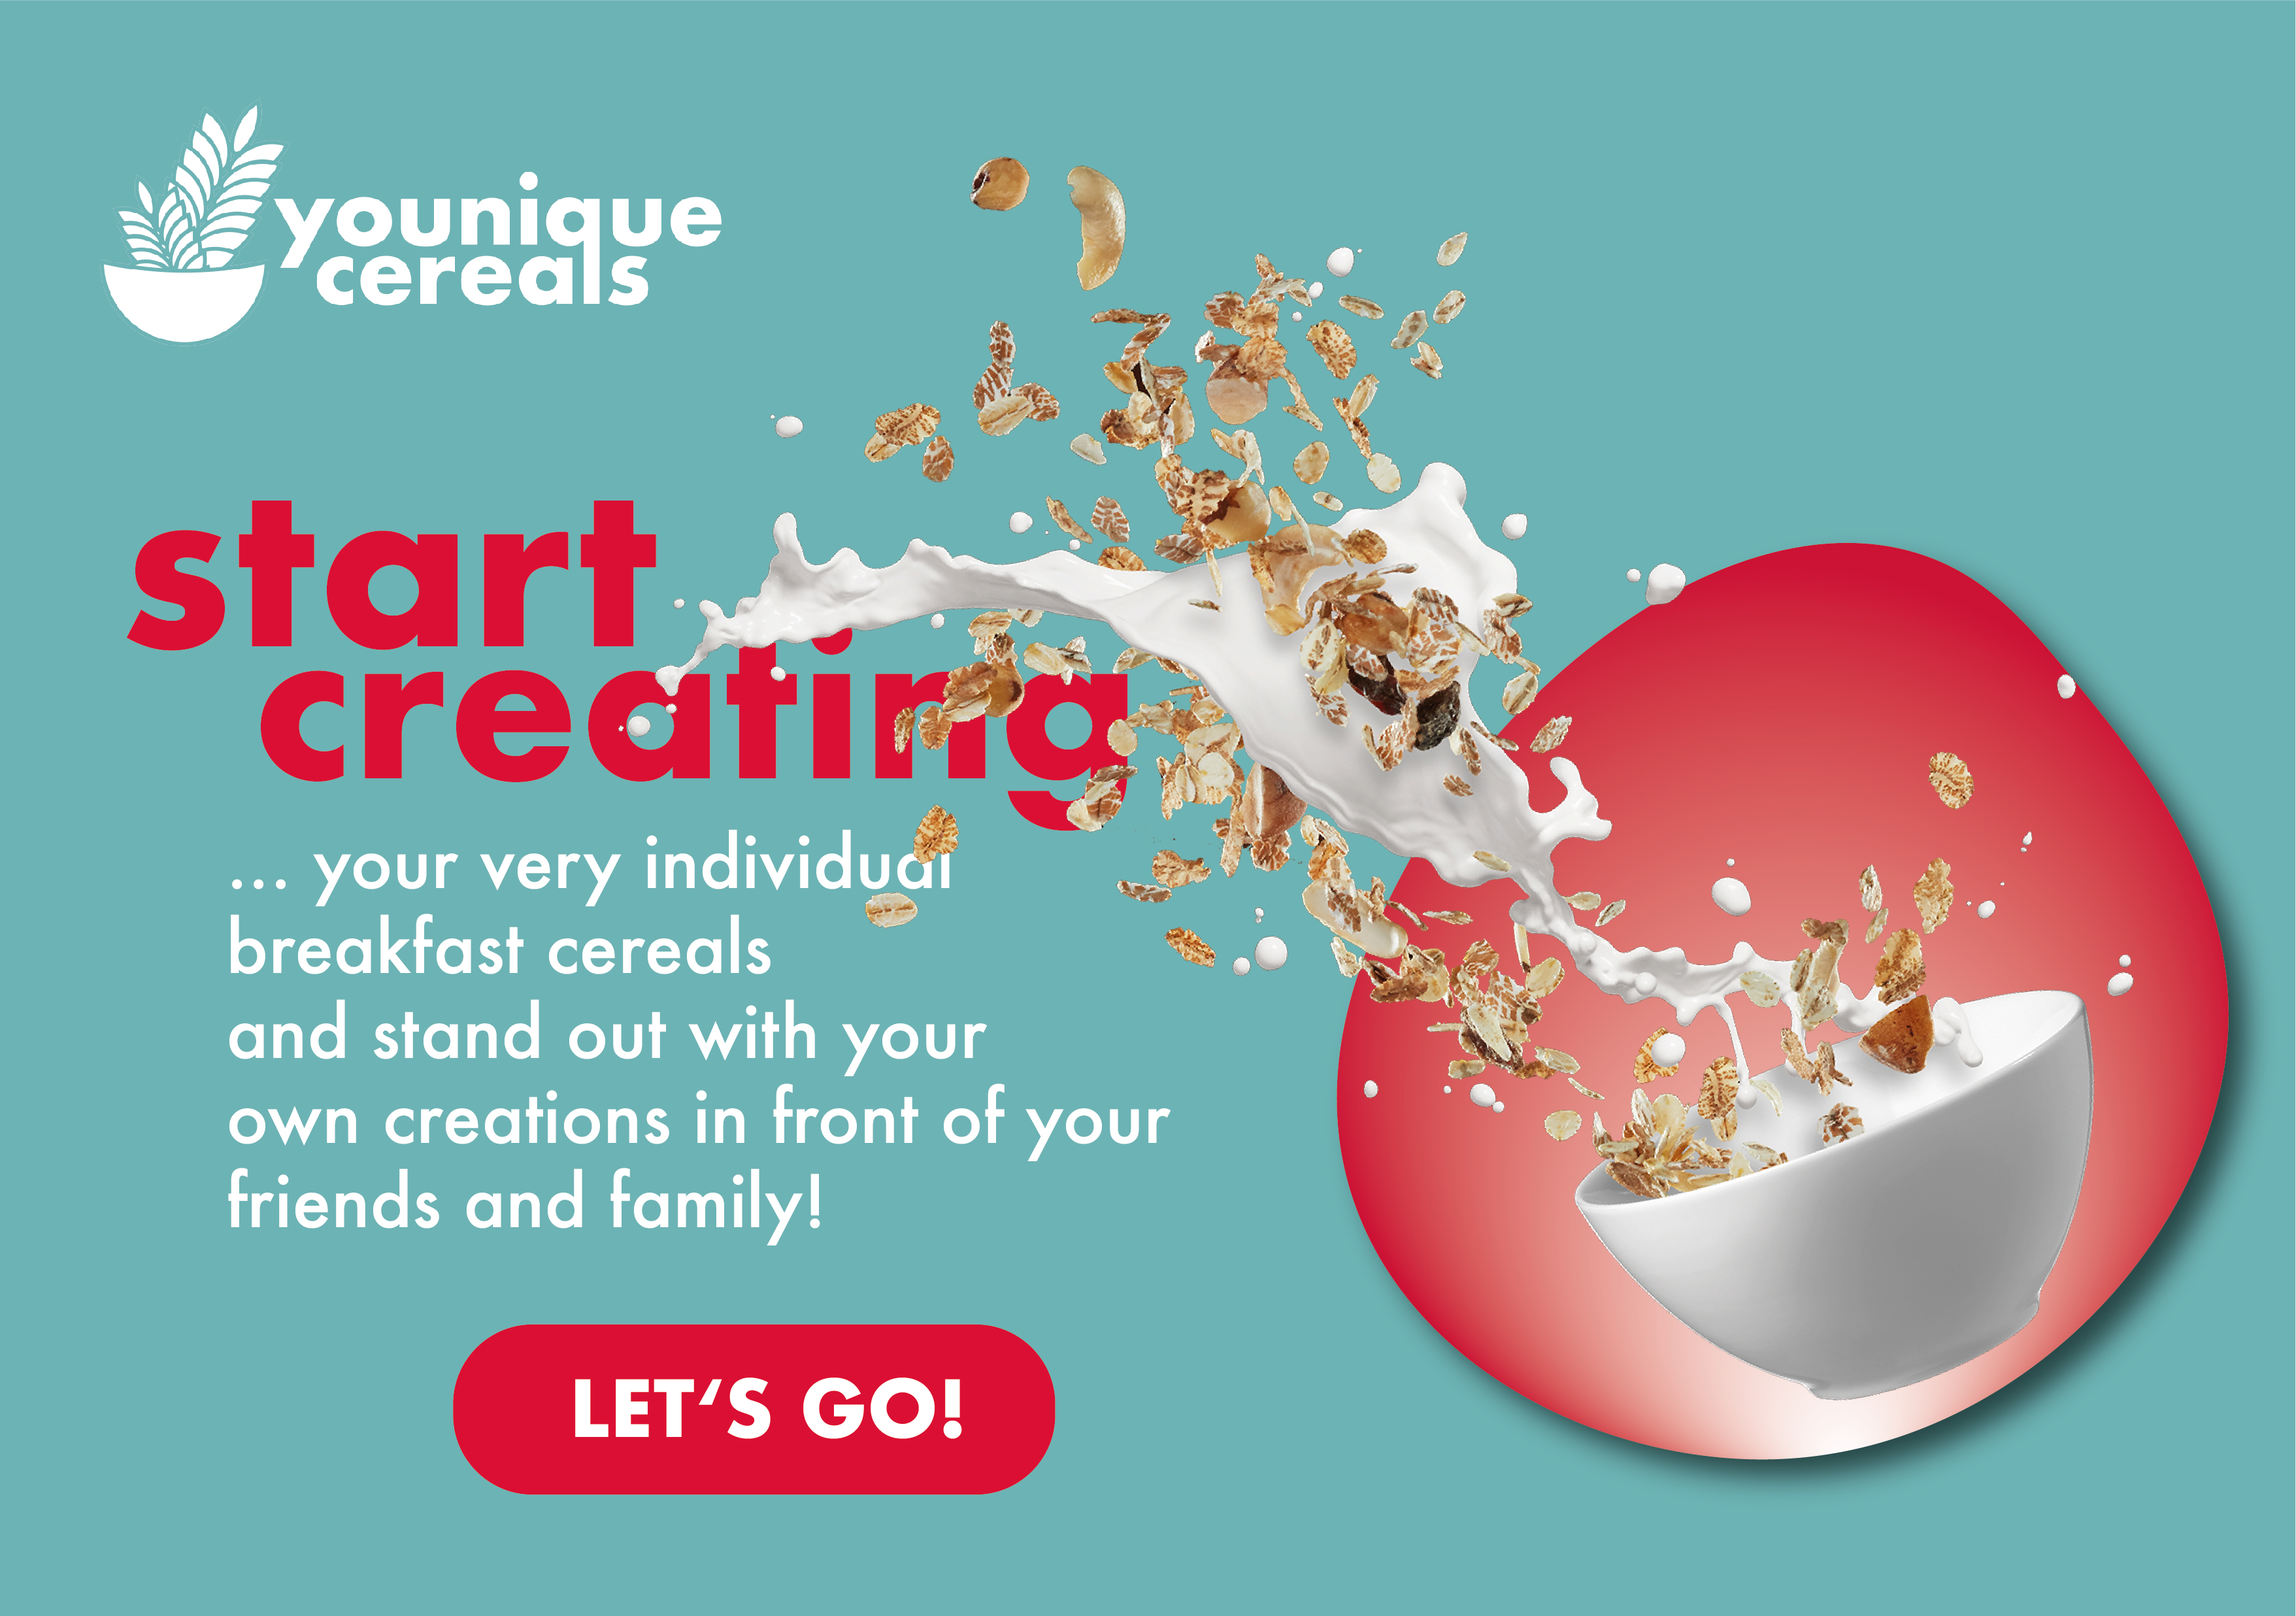 younique
cereals
start
creating
... your very individual
breakfast cereals
and stand out with your
own creations in front of your
friends and family!
LET‘S GO!